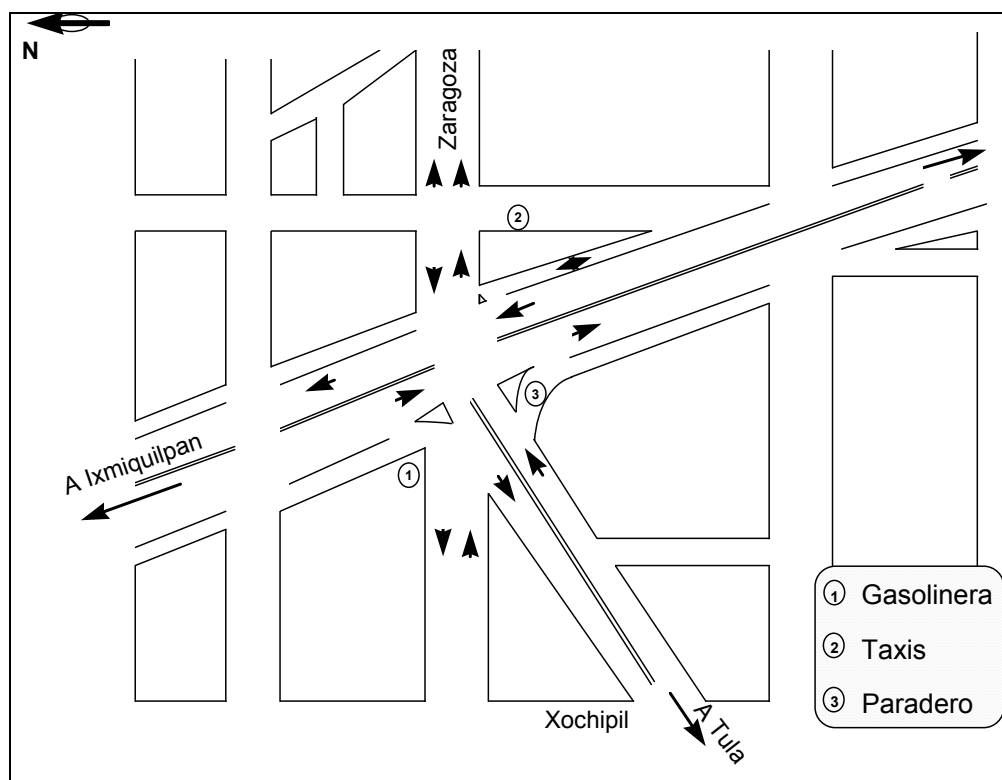 N
Zaragoza
2
3
A Ixmiquilpan
1
Xochipil
A Tula
1 Gasolinera
2 Taxis
3 Paradero